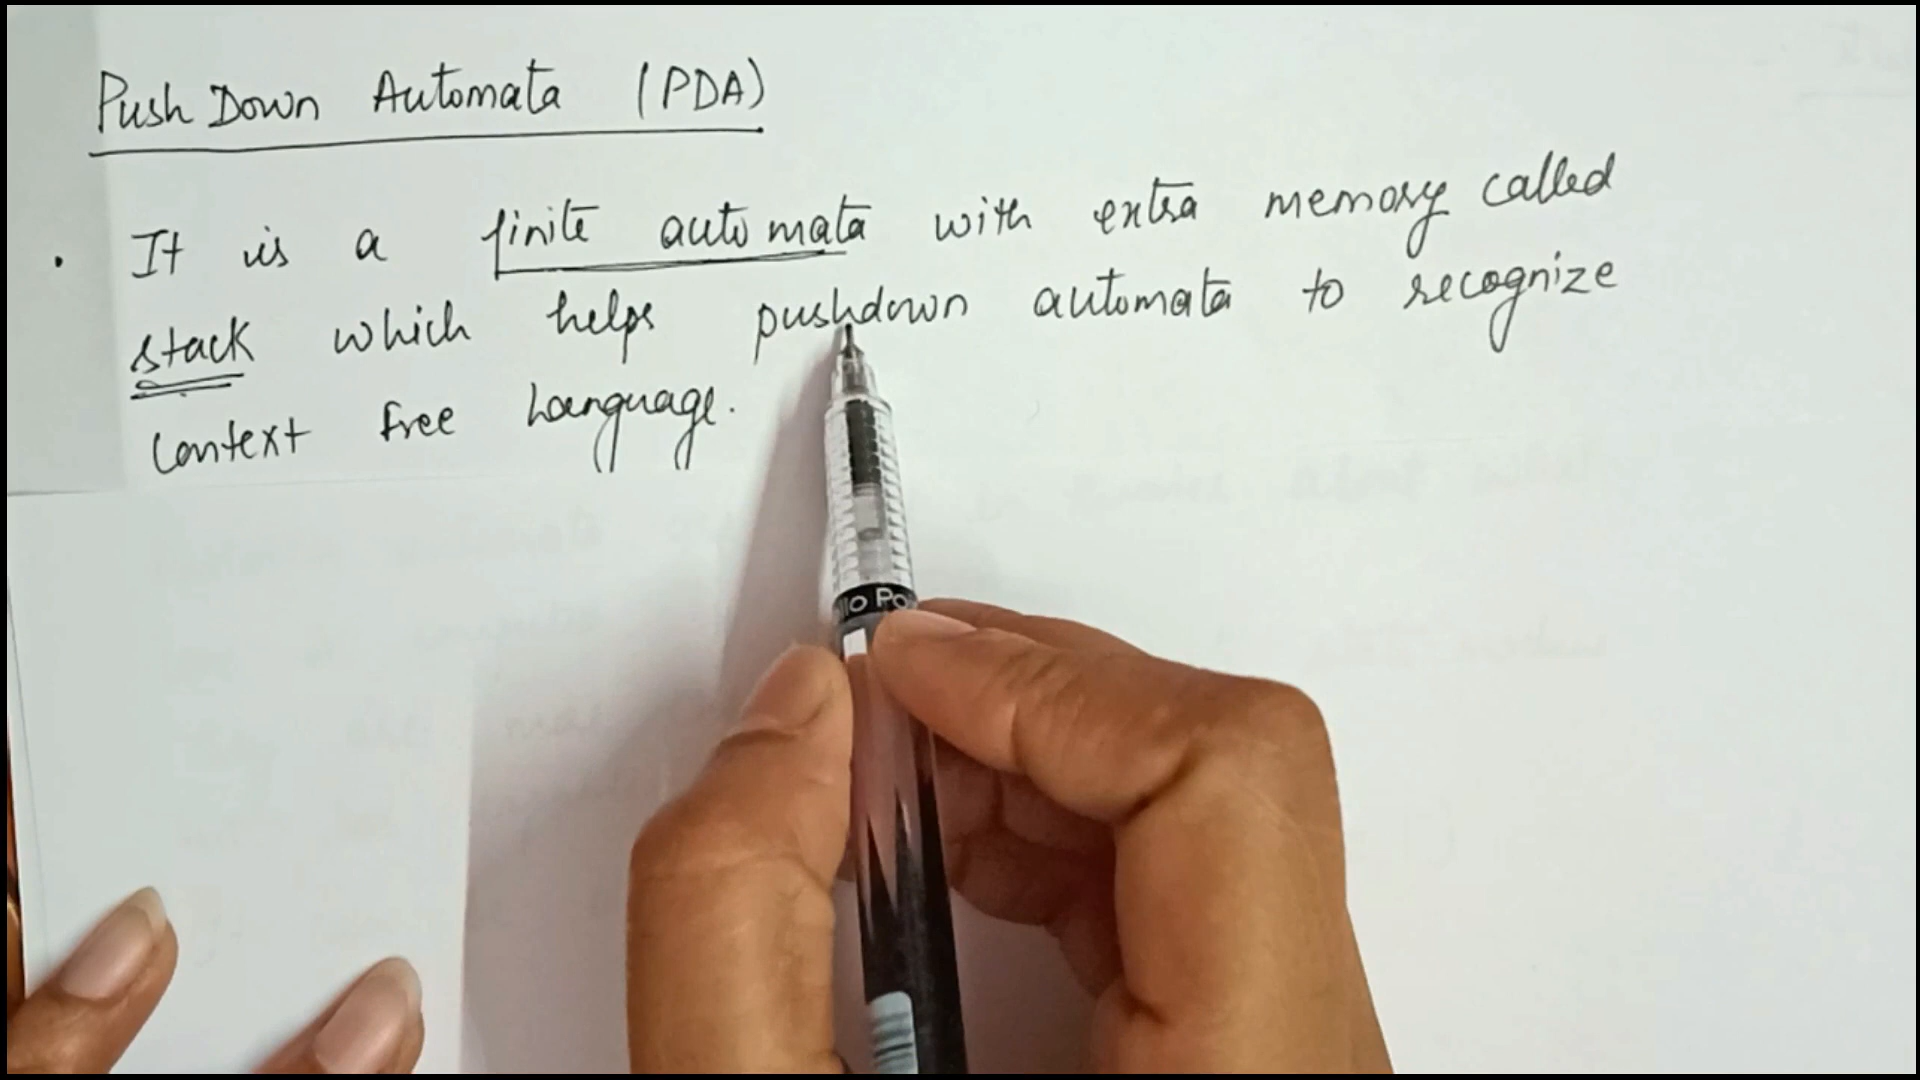 Push Down Automata (PDA)
. It is a finite automata with extra memory called
stack which helps pushdown automata to recognize
Context free Language.